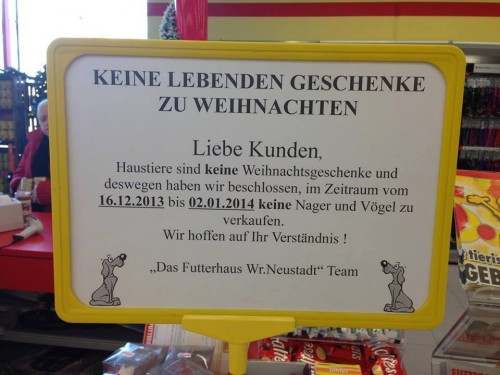 KEINE LEBENDEN GESCHENKE
ZU WEIHNACHTEN
Liebe Kunden,
Haustiere sind keine Weihnachtsgeschenke und
deswegen haben wir beschlossen, im Zeitraum vom
16.12.2013 bis 02.01.2014 keine Nager und Vögel zu
verkaufen.
Wir hoffen auf Ihr Verständnis !
„Das Futterhaus Wr.Neustadt“ Team